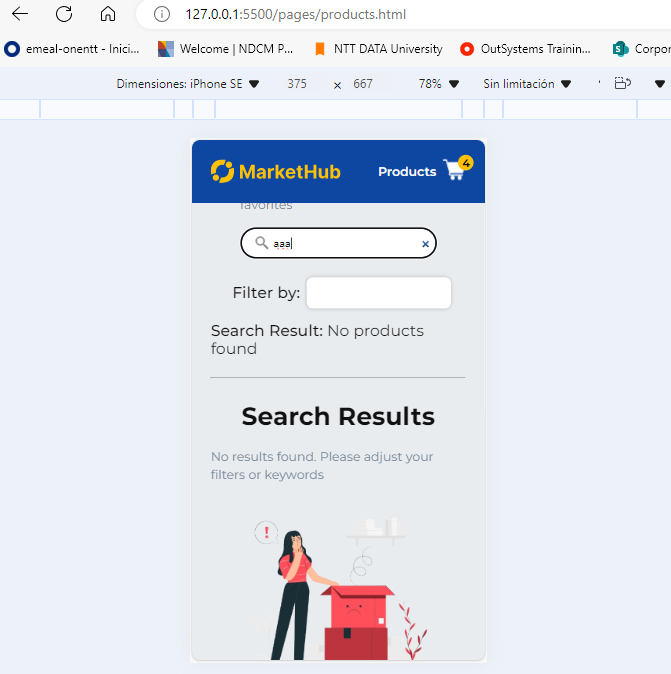 127.0.0.1:5500/pages/products.html
emeal-onentt - Inici...
Welcome | NDCM P...
NTT DATA University
OutSystems Trainin...
Corpor
Dimensiones: iPhone SE ▼ 375 x 667 78% ▼ Sin limitación ▼
MarketHub Products 4
favorites
aaa ×
Filter by:
Search Result: No products
found
Search Results
No results found. Please adjust your
filters or keywords
!